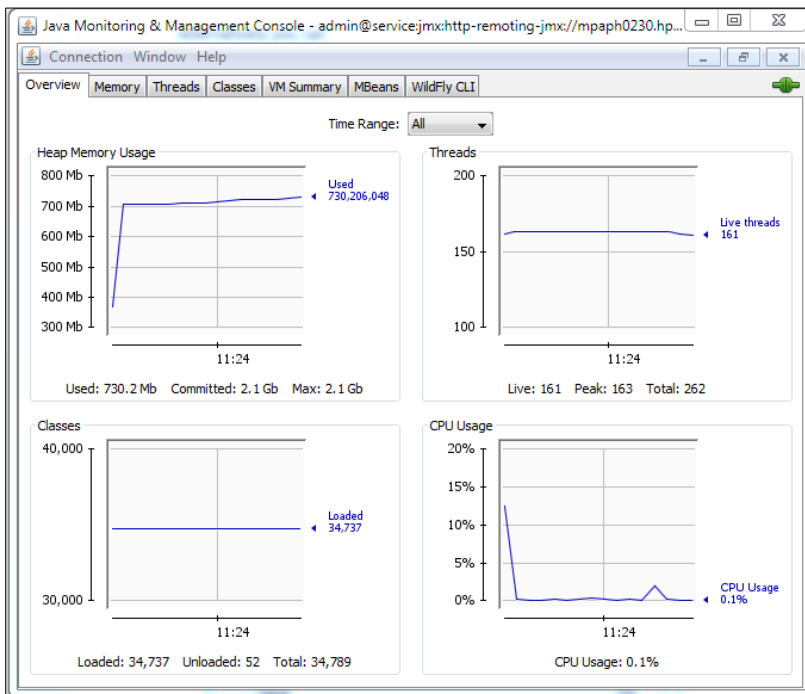 Java Monitoring & Management Console - admin@service:jmx:http-remoting-jmx://mpaph0230.hp...
Connection Window Help
Overview Memory Threads Classes VM Summary MBeans WildFly CLI
Time Range: All
Heap Memory Usage
800 Mb
700 Mb
600 Mb
500 Mb
400 Mb
300 Mb
Used
730,206,048
11:24
Used: 730.2 Mb Committed: 2.1 Gb Max: 2.1 Gb
Threads
200
150
100
Live threads
161
11:24
Live: 161 Peak: 163 Total: 262
Classes
40,000
30,000
Loaded
34,737
11:24
Loaded: 34,737 Unloaded: 52 Total: 34,789
CPU Usage
20%
15%
10%
5%
0%
CPU Usage
0.1%
11:24
CPU Usage: 0.1%